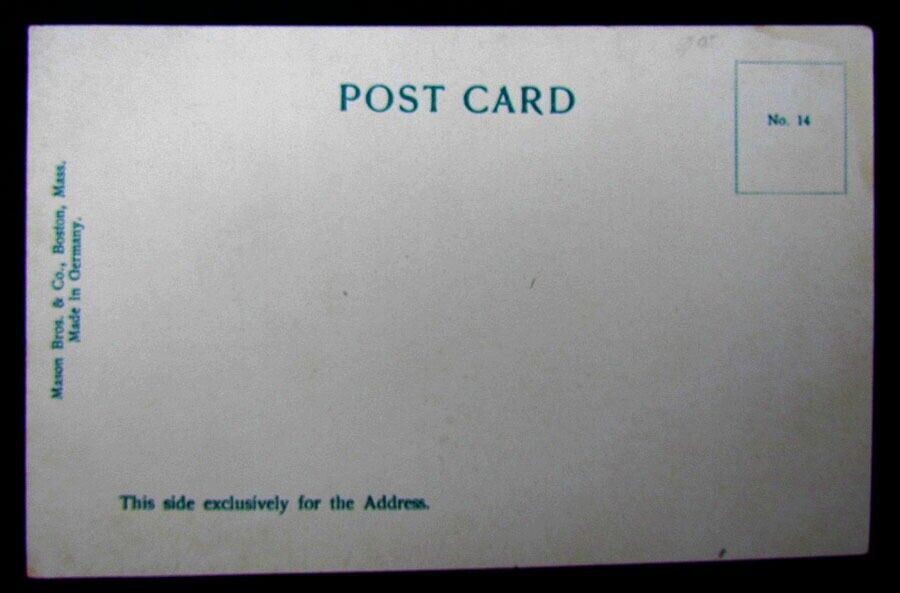 POST CARD
No. 14
Mason Bros. & Co., Boston, Mass.
Made in Germany.
This side exclusively for the Address.